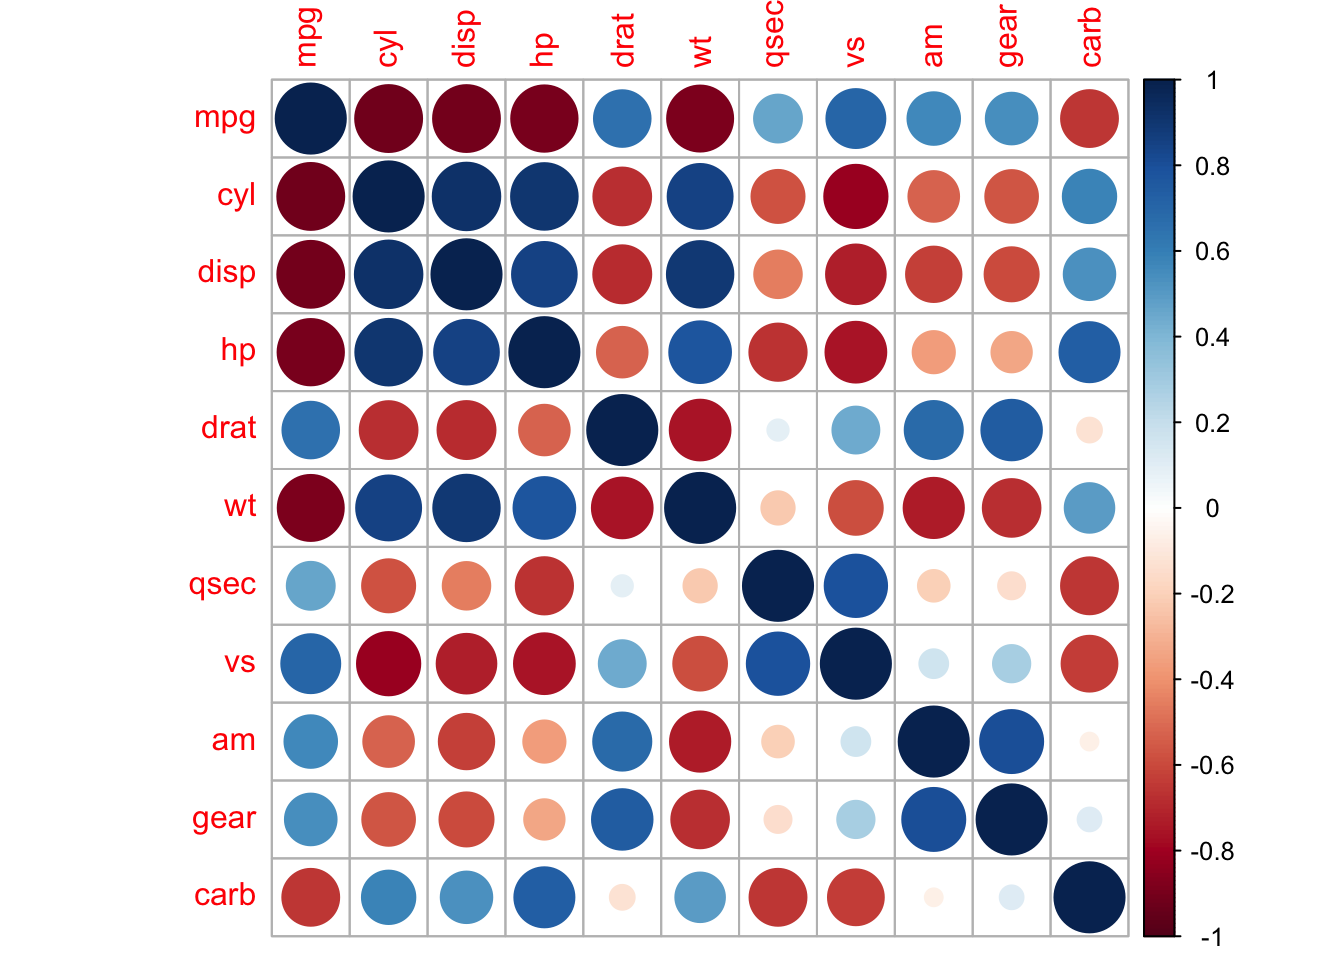 mpg cyl disp hp drat wt qsec vs am gear carb
mpg
cyl
disp
hp
drat
wt
qsec
vs
am
gear
carb
1
0.8
0.6
0.4
0.2
0
-0.2
-0.4
-0.6
-0.8
-1